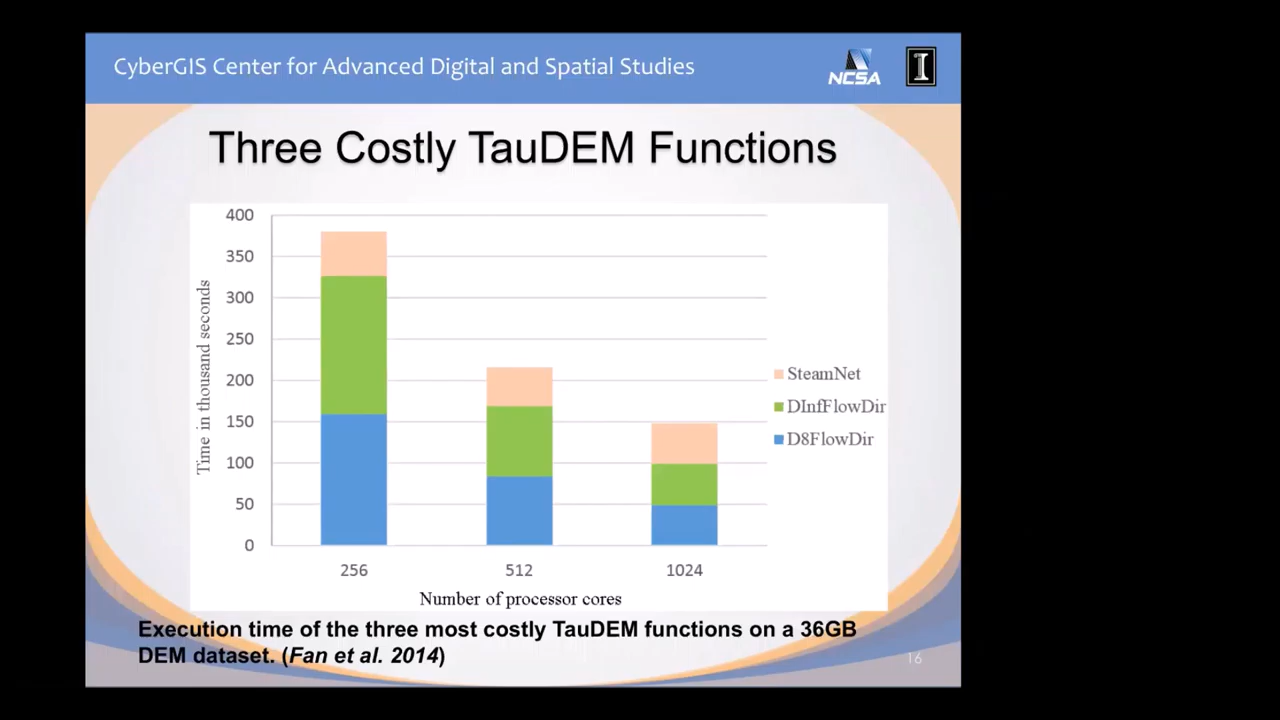 CyberGIS Center for Advanced Digital and Spatial Studies
NCSA
I
Three Costly TauDEM Functions
400
350
300
250
200
150
100
50
0
Time in thousand seconds
256
512
1024
Number of processor cores
SteamNet
DInfFlowDir
D8FlowDir
Execution time of the three most costly TauDEM functions on a 36GB
DEM dataset. (Fan et al. 2014)
16